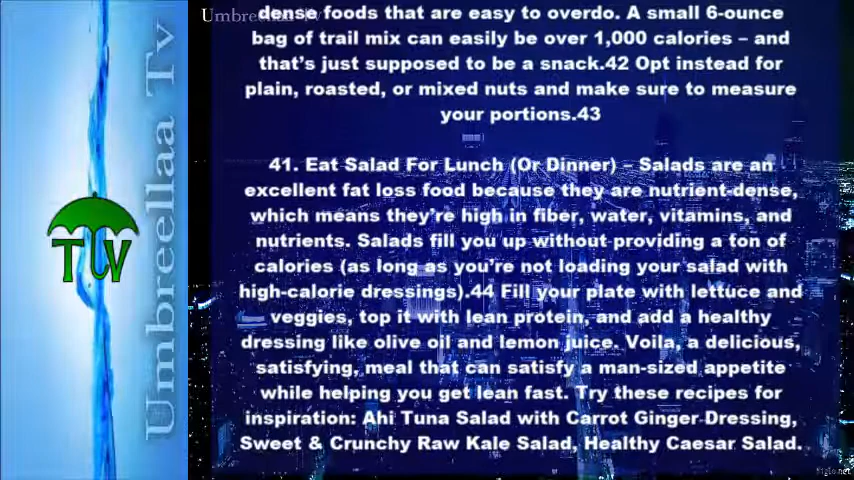 Umbreellaa Tv
dense foods that are easy to overdo. A small 6-ounce
bag of trail mix can easily be over 1,000 calories – and
that's just supposed to be a snack.42 Opt instead for
plain, roasted, or mixed nuts and make sure to measure
your portions.43
41. Eat Salad For Lunch (Or Dinner) – Salads are an
excellent fat loss food because they are nutrient-dense,
which means they're high in fiber, water, vitamins, and
nutrients. Salads fill you up without providing a ton of
calories (as long as you're not loading your salad with
high-calorie dressings).44 Fill your plate with lettuce and
veggies, top it with lean protein, and add a healthy
dressing like olive oil and lemon juice. Voila, a delicious,
satisfying, meal that can satisfy a man-sized appetite
while helping you get lean fast. Try these recipes for
inspiration: Ahi Tuna Salad with Carrot Ginger Dressing,
Sweet & Crunchy Raw Kale Salad, Healthy Caesar Salad.
TV
Umbreellaa Tv